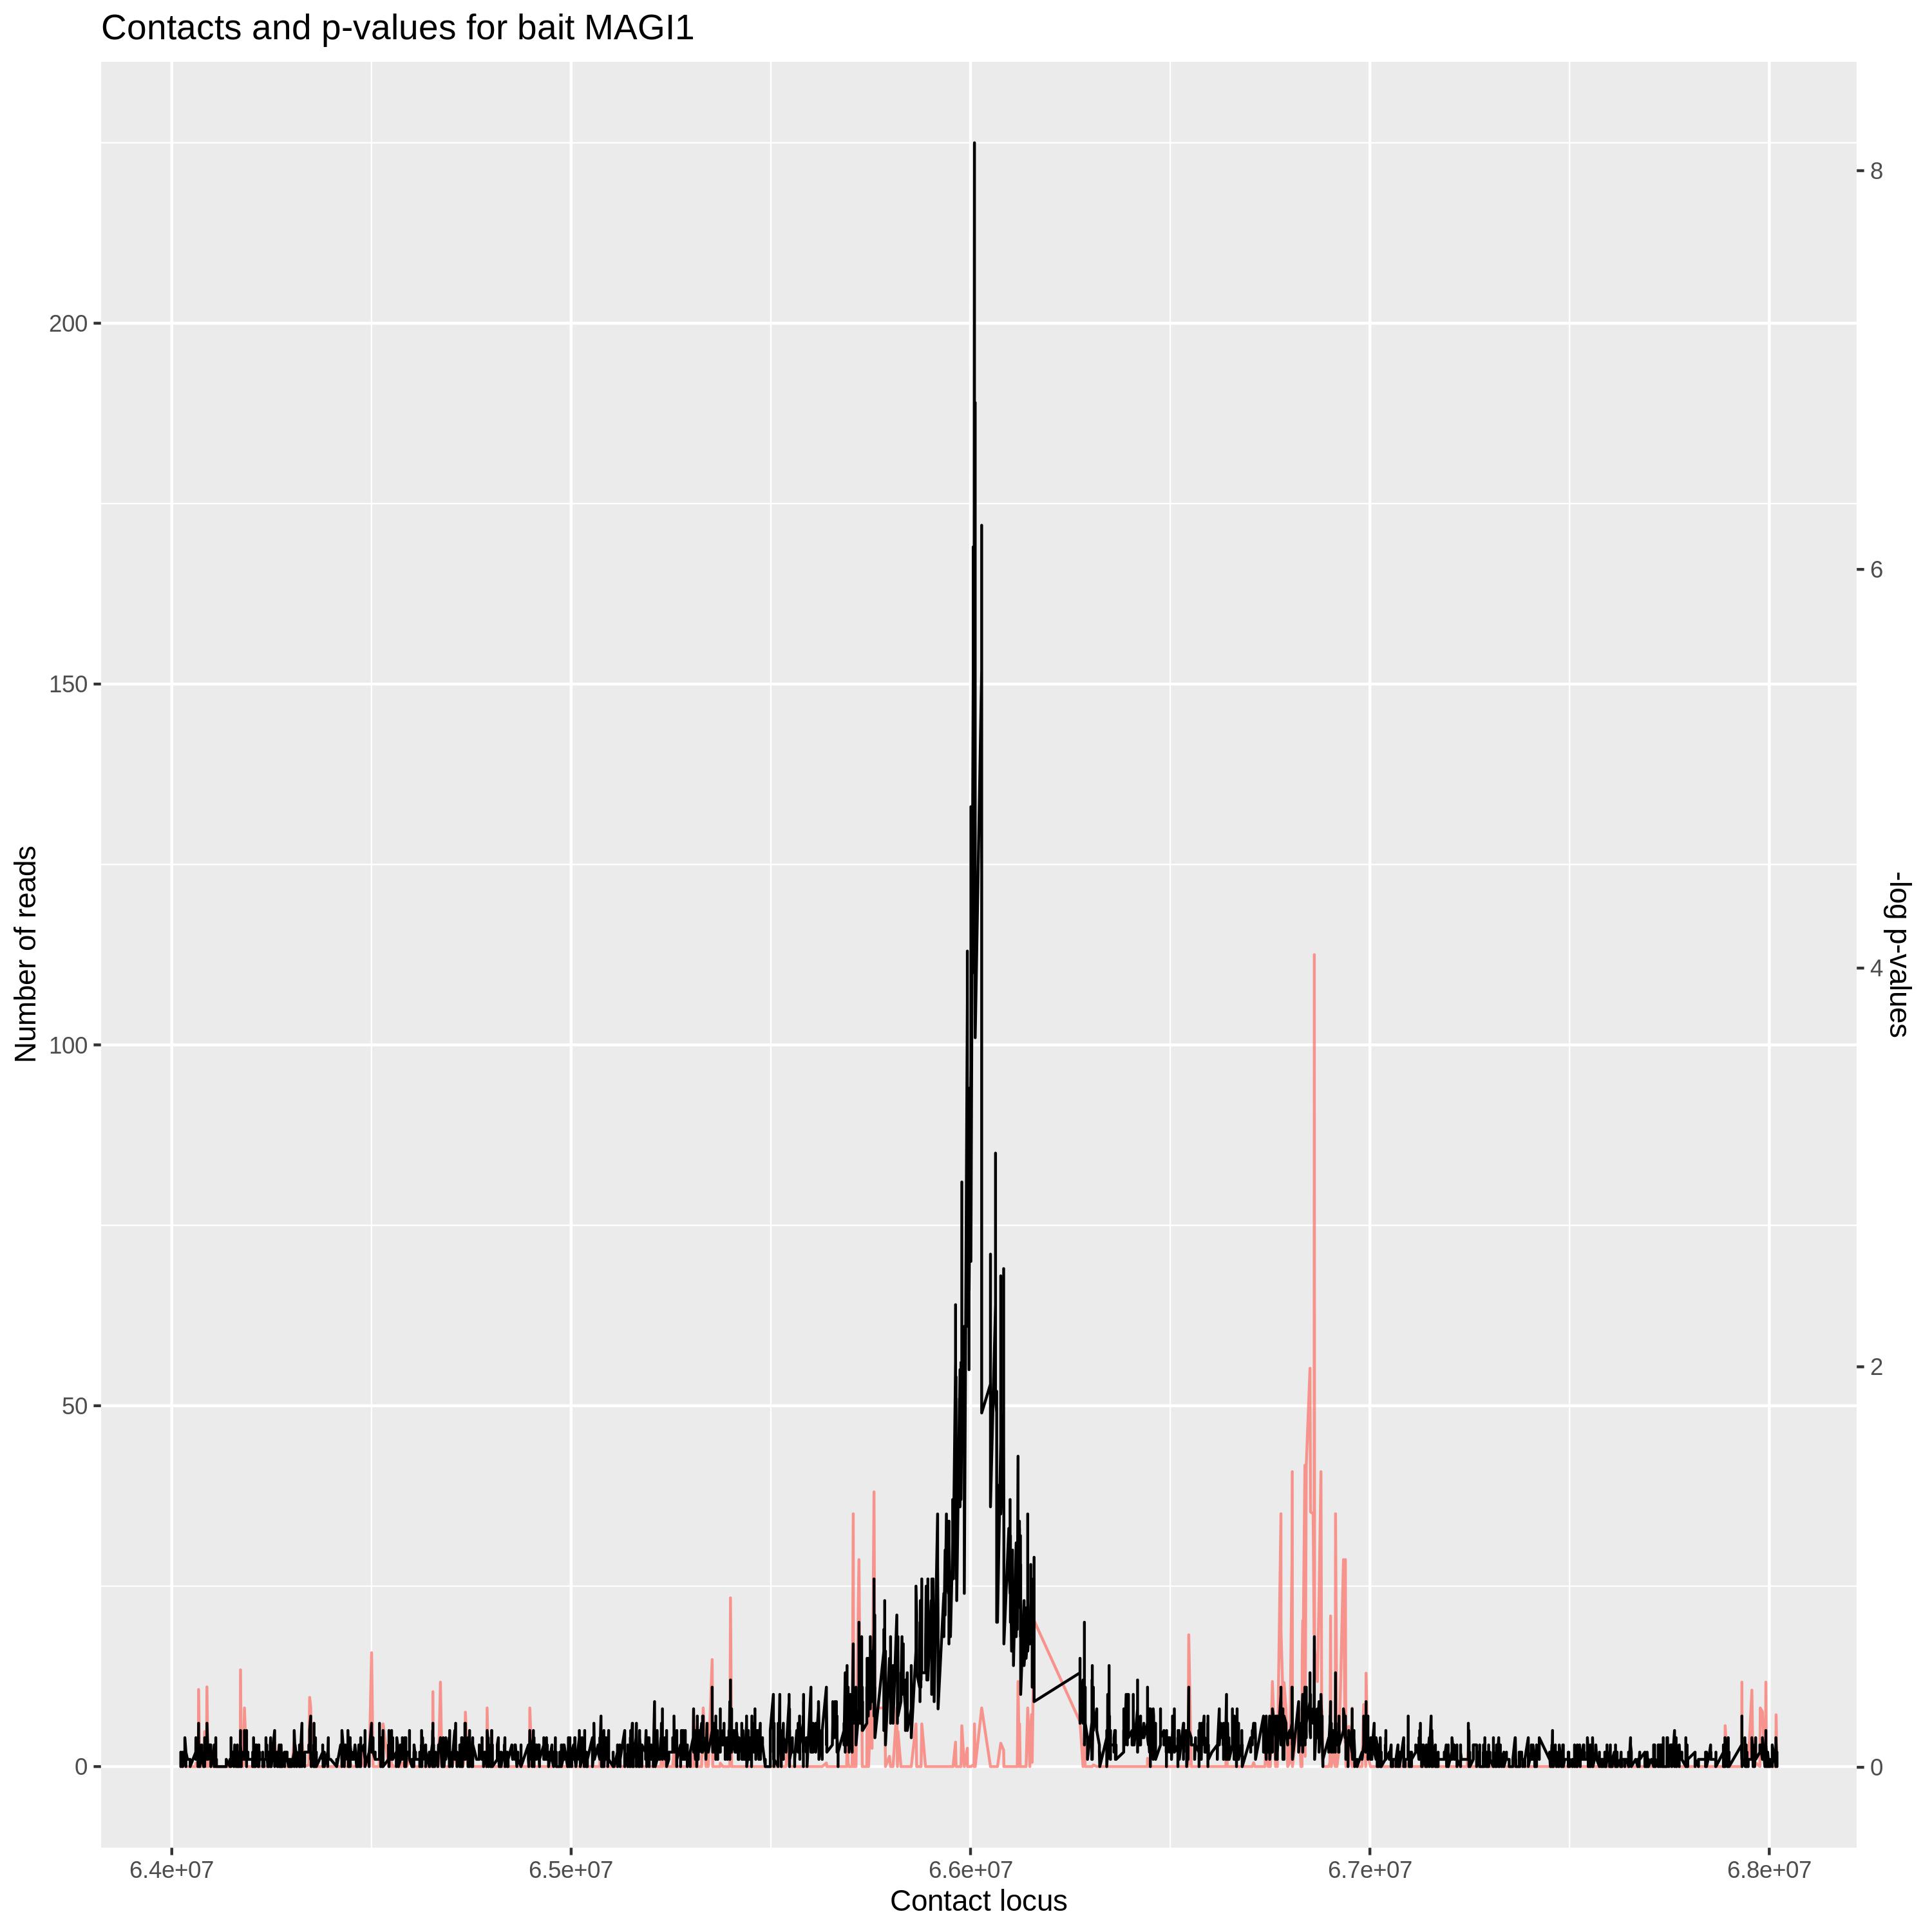 Contacts and p-values for bait MAGI1
200
150
100
50
0
Number of reads
8
6
4
2
0
-log p-values
6.4e+07
6.5e+07
6.6e+07
6.7e+07
6.8e+07
Contact locus